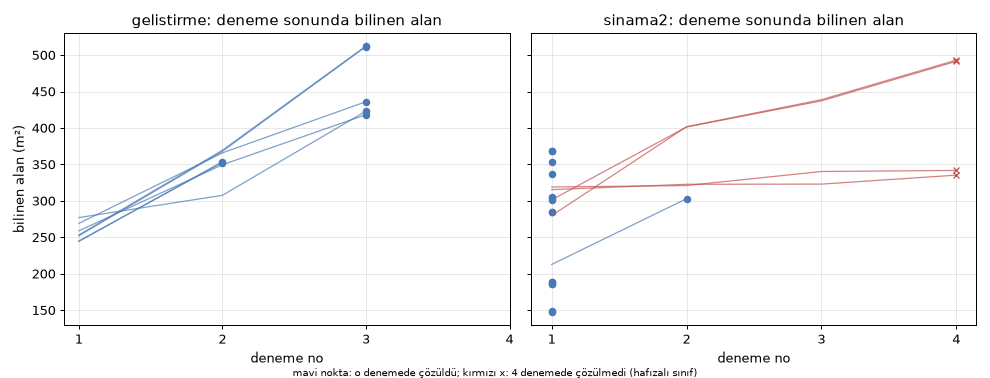 gelistirme: deneme sonunda bilinen alan
sinama2: deneme sonunda bilinen alan
bilinen alan (m²)
500
450
400
350
300
250
200
150
1
2
3
4
1
2
3
4
deneme no
deneme no
mavi nokta: o denemede çözüldü; kırmızı x: 4 denemede çözülmedi (hafızalı sınıf)